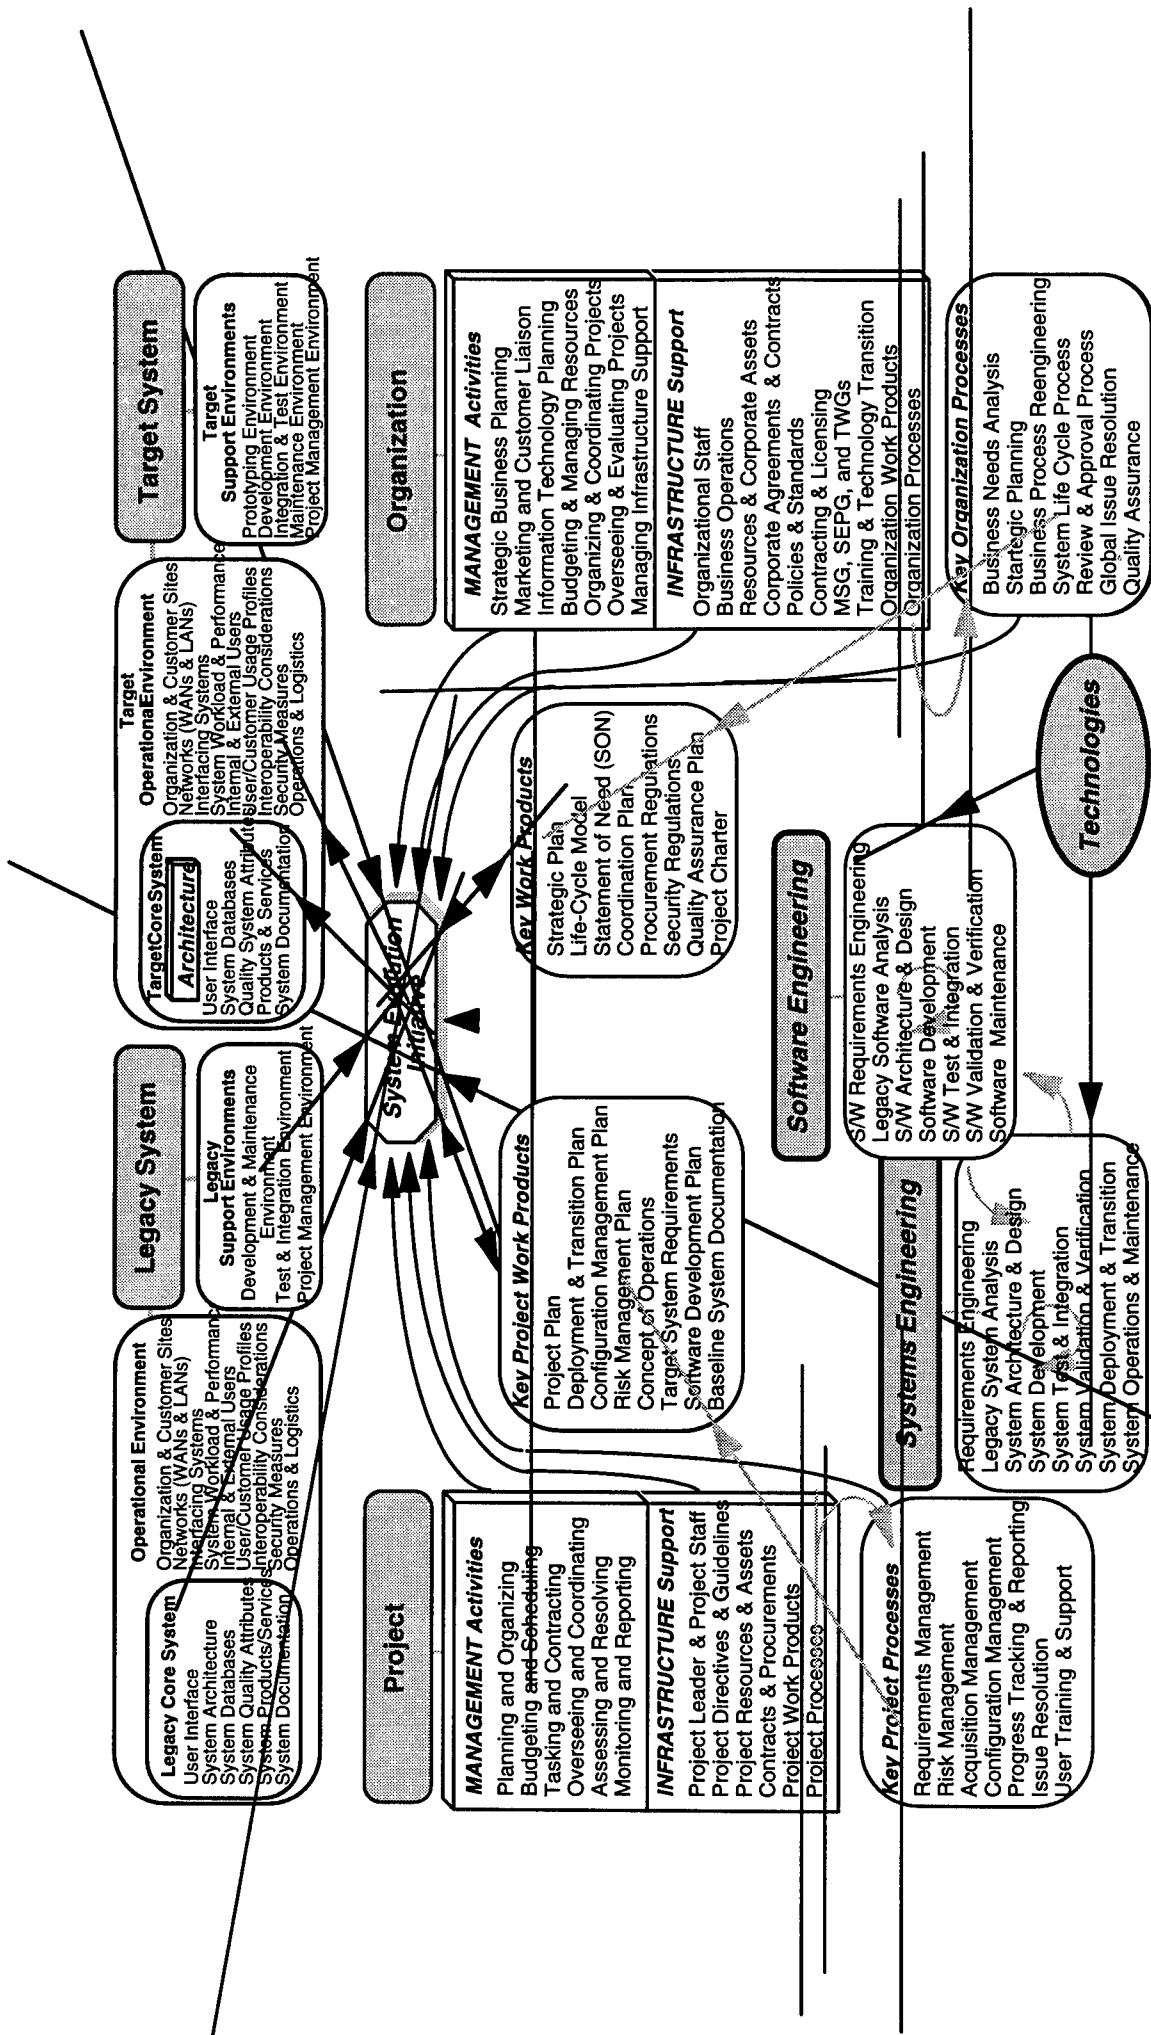 Legacy System
Operational Environment
Organization & Customer Sites
Networks (WANs & LANs)
Interfacing Systems
System Workload & Performance
Internal & External Users
User/Customer Usage Profiles
Interoperability Considerations
Security Measures
Operations & Logistics
Legacy Core System
User Interface
System Architecture
System Databases
System Quality Attributes
System Products/Services
System Documentation
Legacy
Support Environments
Development & Maintenance
Environment
Test & Integration Environment
Project Management Environment
Target System
Target
OperationalEnvironment
Organization & Customer Sites
Networks (WANs & LANs)
Interfacing Systems
System Workload & Performance
Internal & External Users
User/Customer Usage Profiles
Interoperability Considerations
Security Measures
Operations & Logistics
TargetCoreSystem
Architecture
User Interface
System Databases
Quality System Attributes
Products & Services
System Documentation
Target
Support Environments
Prototyping Environment
Development Environment
Integration & Test Environment
Maintenance Environment
Project Management Environment
System Evolution
Initiative
Project
MANAGEMENT Activities
Planning and Organizing
Budgeting and Scheduling
Tasking and Contracting
Overseeing and Coordinating
Assessing and Resolving
Monitoring and Reporting
INFRASTRUCTURE Support
Project Leader & Project Staff
Project Directives & Guidelines
Project Resources & Assets
Contracts & Procurements
Project Work Products
Project Processes
Key Project Processes
Requirements Management
Risk Management
Acquisition Management
Configuration Management
Progress Tracking & Reporting
Issue Resolution
User Training & Support
Key Project Work Products
Project Plan
Deployment & Transition Plan
Configuration Management Plan
Risk Management Plan
Concept of Operations
Target System Requirements
Software Development Plan
Baseline System Documentation
Key Work Products
Strategic Plan
Life-Cycle Model
Statement of Need (SON)
Coordination Plan
Procurement Regulations
Security Regulations
Quality Assurance Plan
Project Charter
Organization
MANAGEMENT Activities
Strategic Business Planning
Marketing and Customer Liaison
Information Technology Planning
Budgeting & Managing Resources
Organizing & Coordinating Projects
Overseeing & Evaluating Projects
Managing Infrastructure Support
INFRASTRUCTURE Support
Organizational Staff
Business Operations
Resources & Corporate Assets
Corporate Agreements & Contracts
Policies & Standards
Contracting & Licensing
MSG, SEPG, and TWGs
Training & Technology Transition
Organization Work Products
Organization Processes
Key Organization Processes
Business Needs Analysis
Startegic Planning
Business Process Reengineering
System Life Cycle Process
Review & Approval Process
Global Issue Resolution
Quality Assurance
Systems Engineering
Requirements Engineering
Legacy System Analysis
System Architecture & Design
System Development
System Test & Integration
System Validation & Verification
System Deployment & Transition
System Operations & Maintenance
Software Engineering
S/W Requirements Engineering
Legacy Software Analysis
S/W Architecture & Design
Software Development
S/W Test & Integration
S/W Validation & Verification
Software Maintenance
Technologies